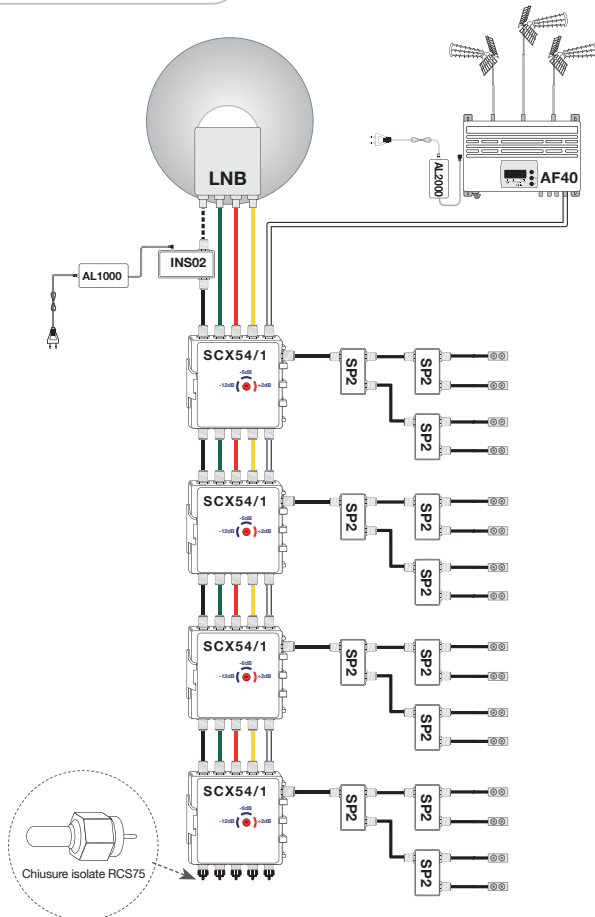 LNB
AL2000
AF40
INS02
AL1000
SCX54/1
-6dB
-12dB
+2dB
SP2
SP2
SP2
SCX54/1
-6dB
-12dB
+2dB
SP2
SP2
SP2
SCX54/1
-6dB
-12dB
+2dB
SP2
SP2
SP2
SCX54/1
-6dB
-12dB
+2dB
SP2
SP2
SP2
Chiusure isolate RCS75